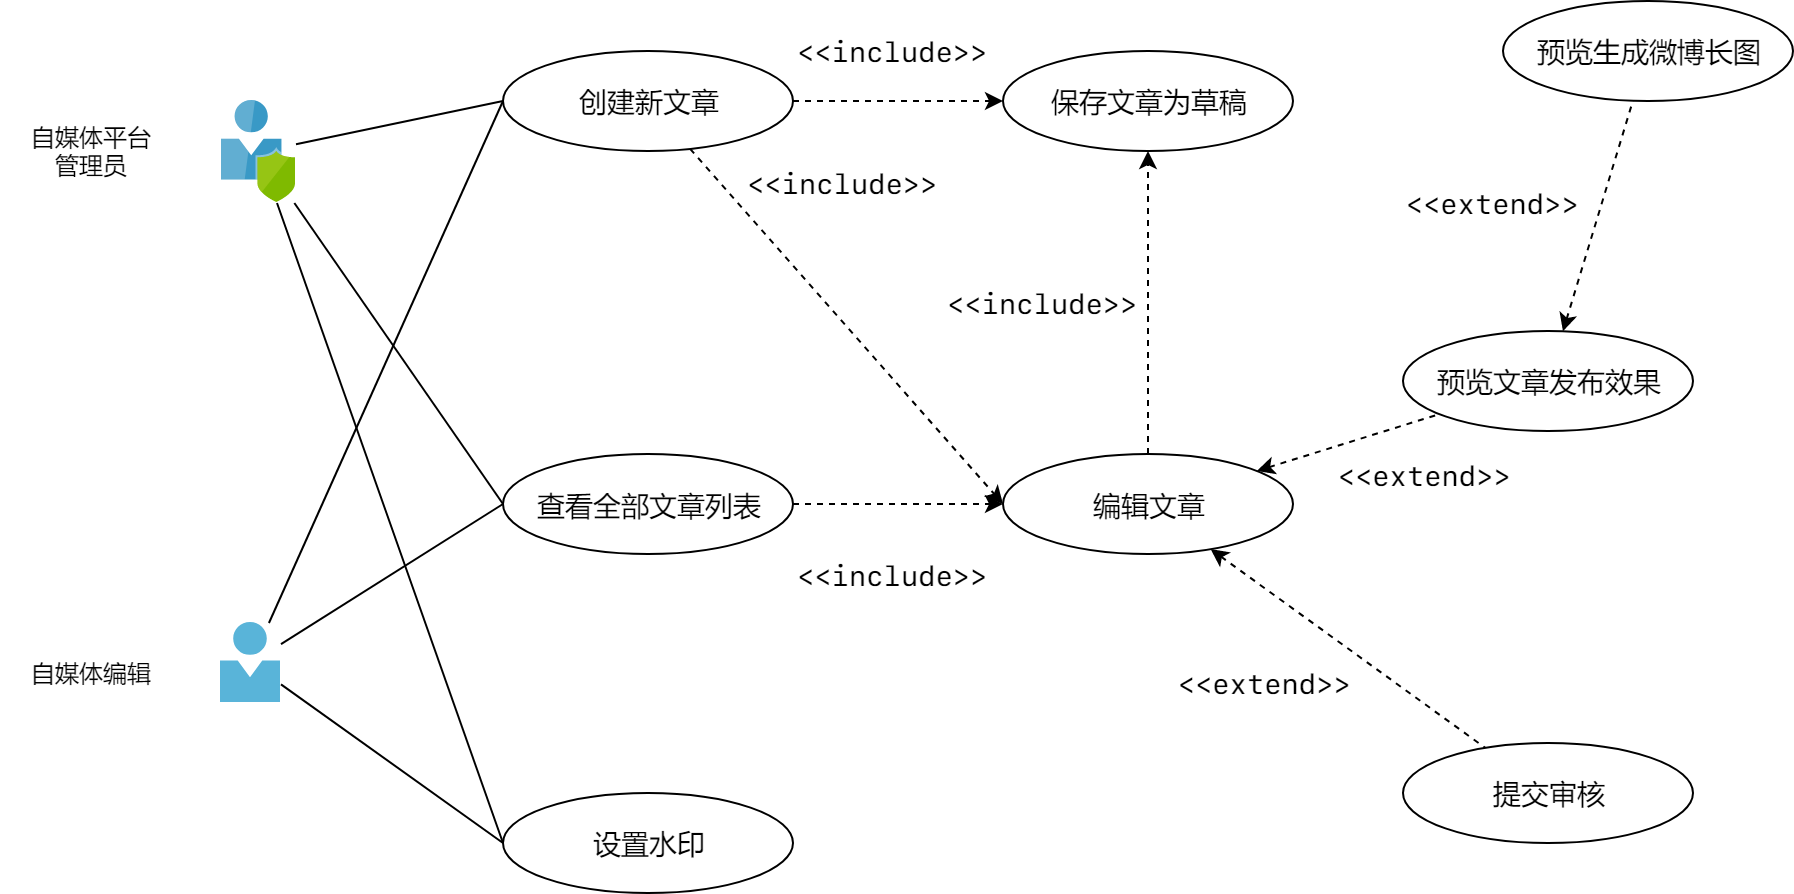 预览生成微博长图
<<include>>
创建新文章
保存文章为草稿
自媒体平台
管理员
<<include>>
<<extend>>
<<include>>
预览文章发布效果
<<extend>>
查看全部文章列表
编辑文章
<<include>>
自媒体编辑
<<extend>>
提交审核
设置水印